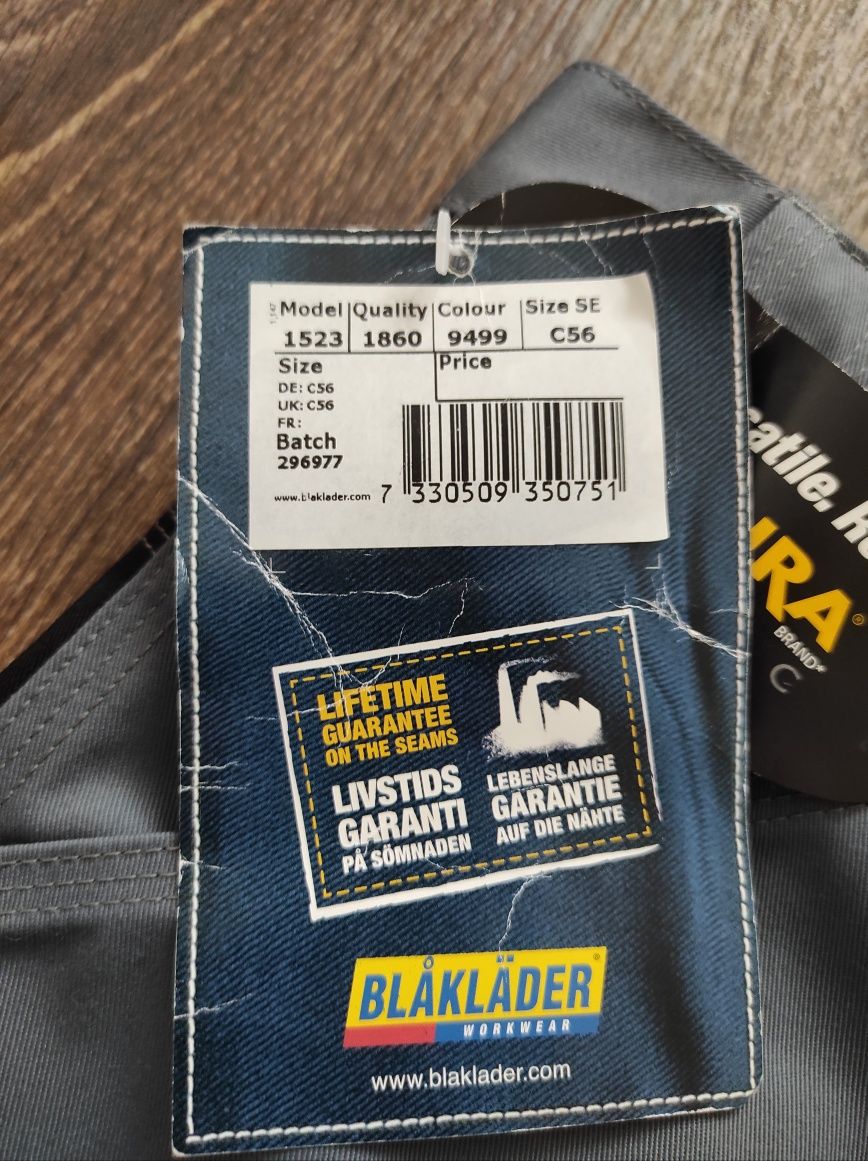 Model Quality Colour Size SE
1523 1860 9499 C56
Size Price
DE: C56
UK: C56
FR:
Batch
296977
www.blaklader.com
7 330509 350751
LIFETIME
GUARANTEE
ON THE SEAMS
LIVSTIDS
GARANTI
PÅ SÖMNADEN
LEBENSLANGE
GARANTIE
AUF DIE NÄHTE
BLÅKLÄDER®
WORKWEAR
www.blaklader.com
atile.
RA®
BRAND*
C